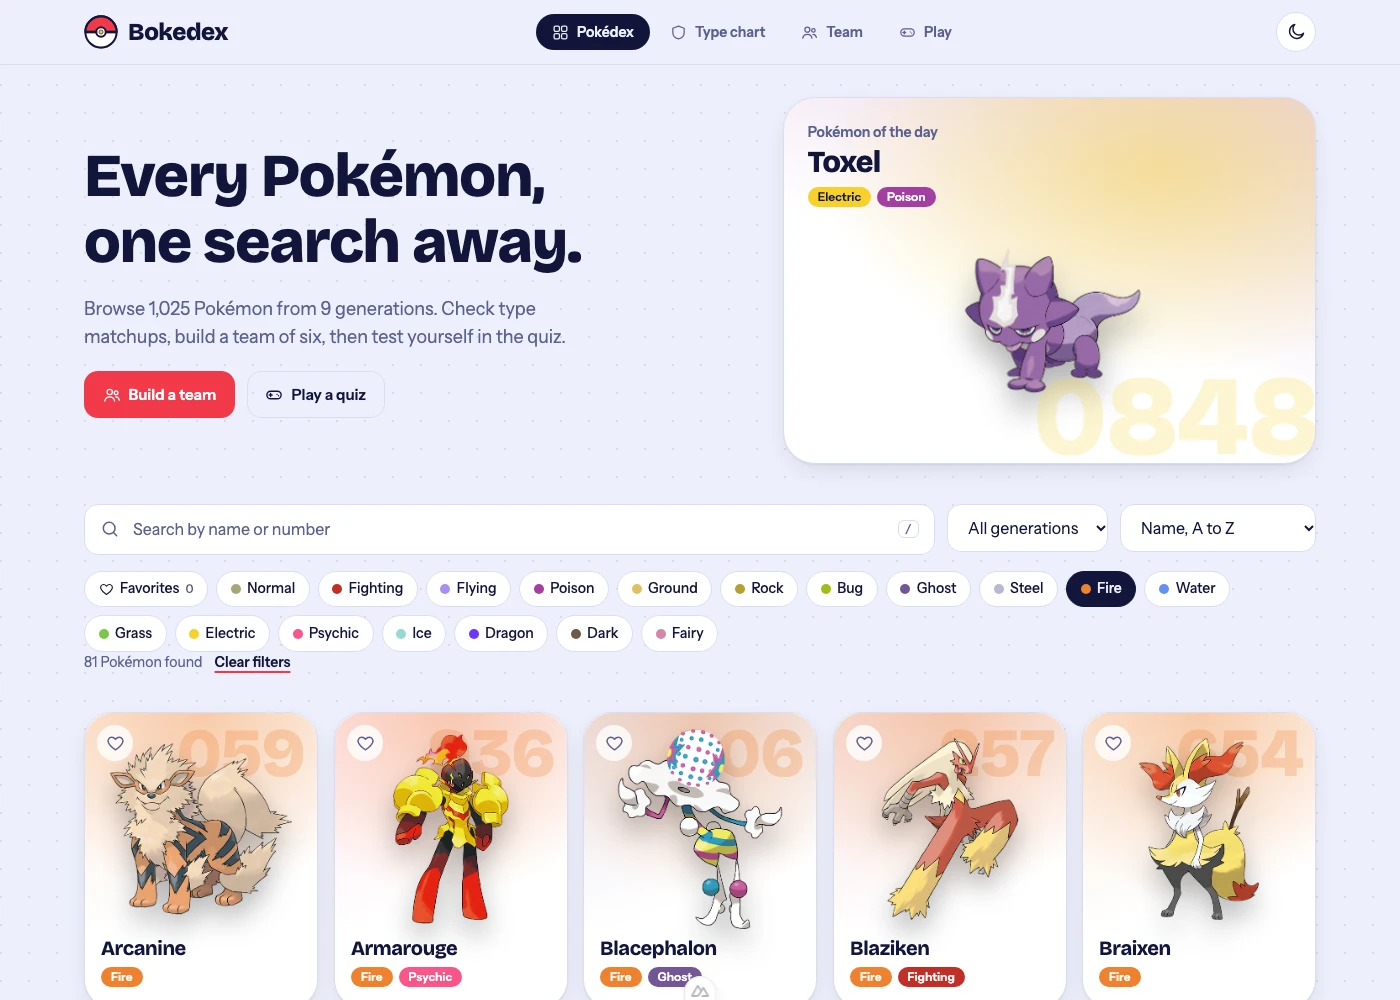 Bokedex
Pokédex
Type chart
Team
Play
Every Pokémon,
one search away.
Browse 1,025 Pokémon from 9 generations. Check type
matchups, build a team of six, then test yourself in the quiz.
Build a team
Play a quiz
Pokémon of the day
Toxel
Electric
Poison
0848
Search by name or number
/
All generations
Name, A to Z
Favorites 0
Normal
Fighting
Flying
Poison
Ground
Rock
Bug
Ghost
Steel
Fire
Water
Grass
Electric
Psychic
Ice
Dragon
Dark
Fairy
81 Pokémon found
Clear filters
Arcanine
Fire
Armarouge
Fire
Psychic
Blacephalon
Fire
Ghost
Blaziken
Fire
Fighting
Braixen
Fire